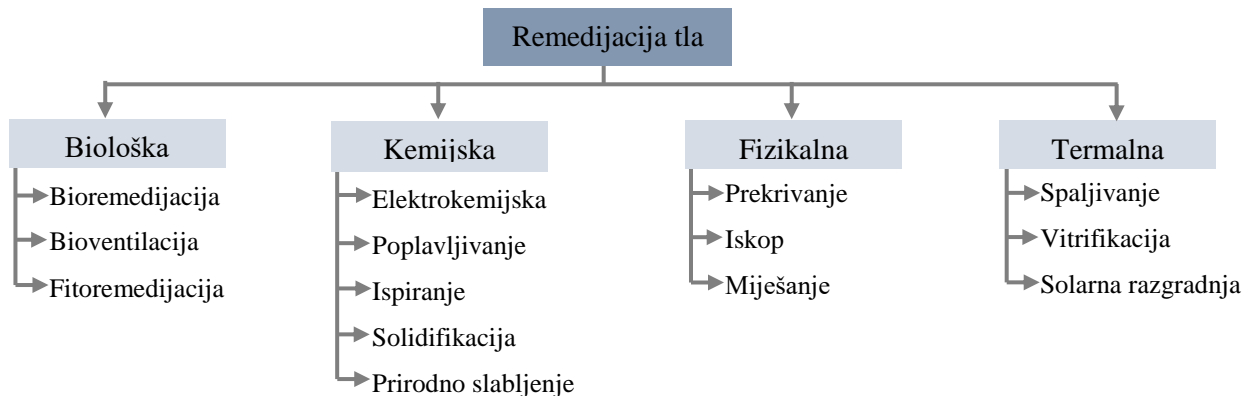 Remedijacija tla
Biološka
Bioremedijacija
Bioventilacija
Fitoremedijacija
Kemijska
Elektrokemijska
Poplavljivanje
Ispiranje
Solidifikacija
Prirodno slabljenje
Fizikalna
Prekrivanje
Iskop
Miješanje
Termalna
Spaljivanje
Vitrifikacija
Solarna razgradnja